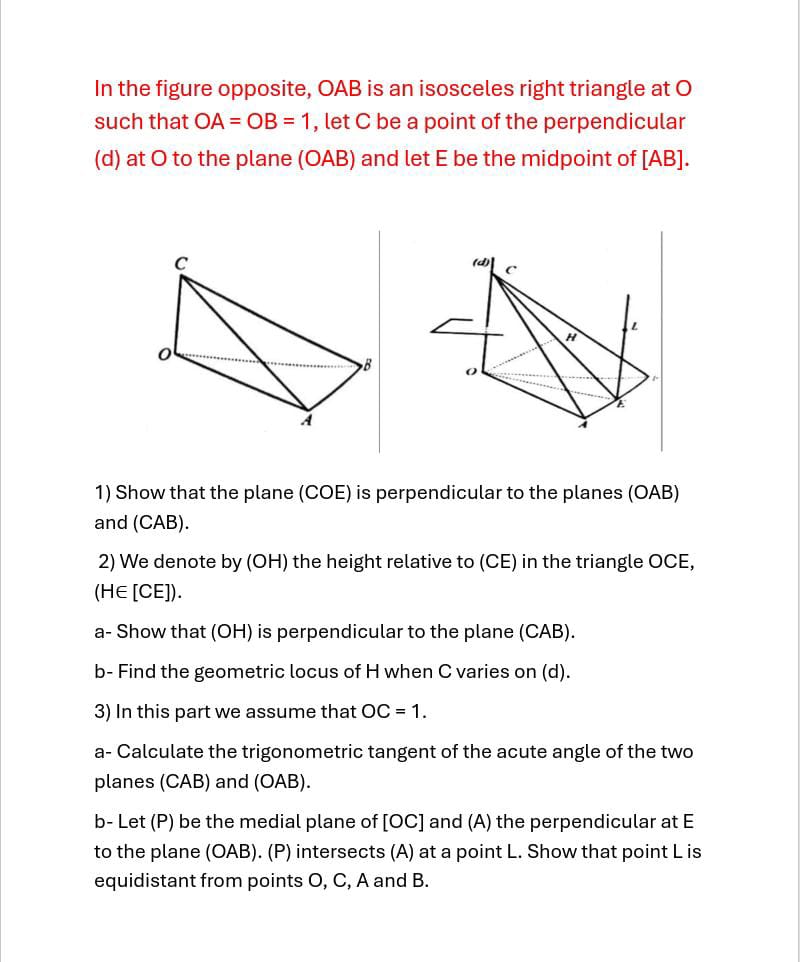 In the figure opposite, OAB is an isosceles right triangle at O
such that OA = OB = 1, let C be a point of the perpendicular
(d) at O to the plane (OAB) and let E be the midpoint of [AB].
C
O
B
A
(d)
C
L
H
O
E
A
1) Show that the plane (COE) is perpendicular to the planes (OAB)
and (CAB).
2) We denote by (OH) the height relative to (CE) in the triangle OCE,
(H∈ [CE]).
a- Show that (OH) is perpendicular to the plane (CAB).
b- Find the geometric locus of H when C varies on (d).
3) In this part we assume that OC = 1.
a- Calculate the trigonometric tangent of the acute angle of the two
planes (CAB) and (OAB).
b- Let (P) be the medial plane of [OC] and (A) the perpendicular at E
to the plane (OAB). (P) intersects (A) at a point L. Show that point L is
equidistant from points O, C, A and B.